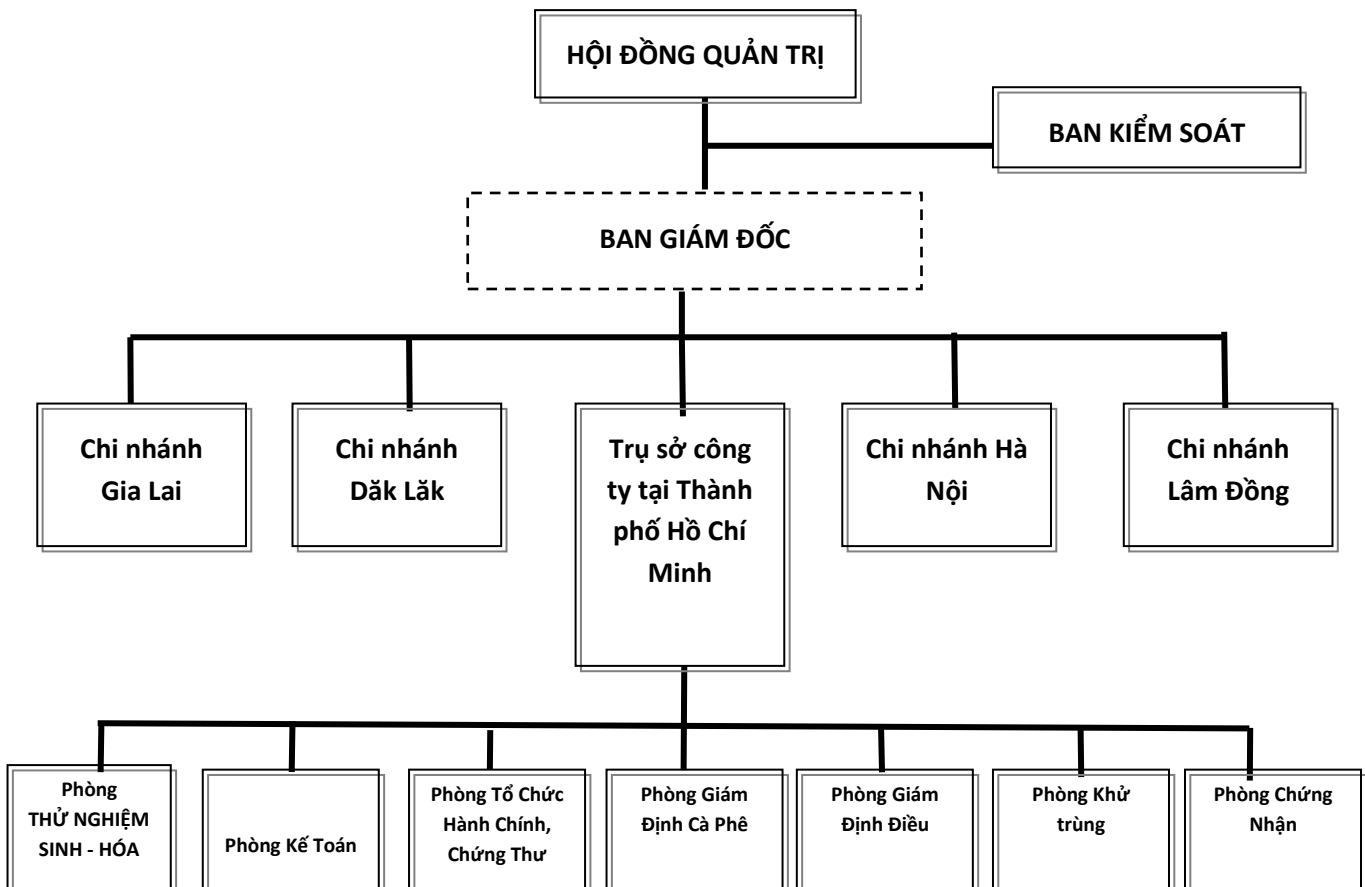 HỘI ĐỒNG QUẢN TRỊ
BAN KIỂM SOÁT
BAN GIÁM ĐỐC
Chi nhánh
Gia Lai
Chi nhánh
Dăk Lăk
Trụ sở công
ty tại Thành
phố Hồ Chí
Minh
Chi nhánh Hà
Nội
Chi nhánh
Lâm Đồng
Phòng
THỬ NGHIỆM
SINH - HÓA
Phòng Kế Toán
Phòng Tổ Chức
Hành Chính,
Chứng Thư
Phòng Giám
Định Cà Phê
Phòng Giám
Định Điều
Phòng Khử
trùng
Phòng Chứng
Nhận